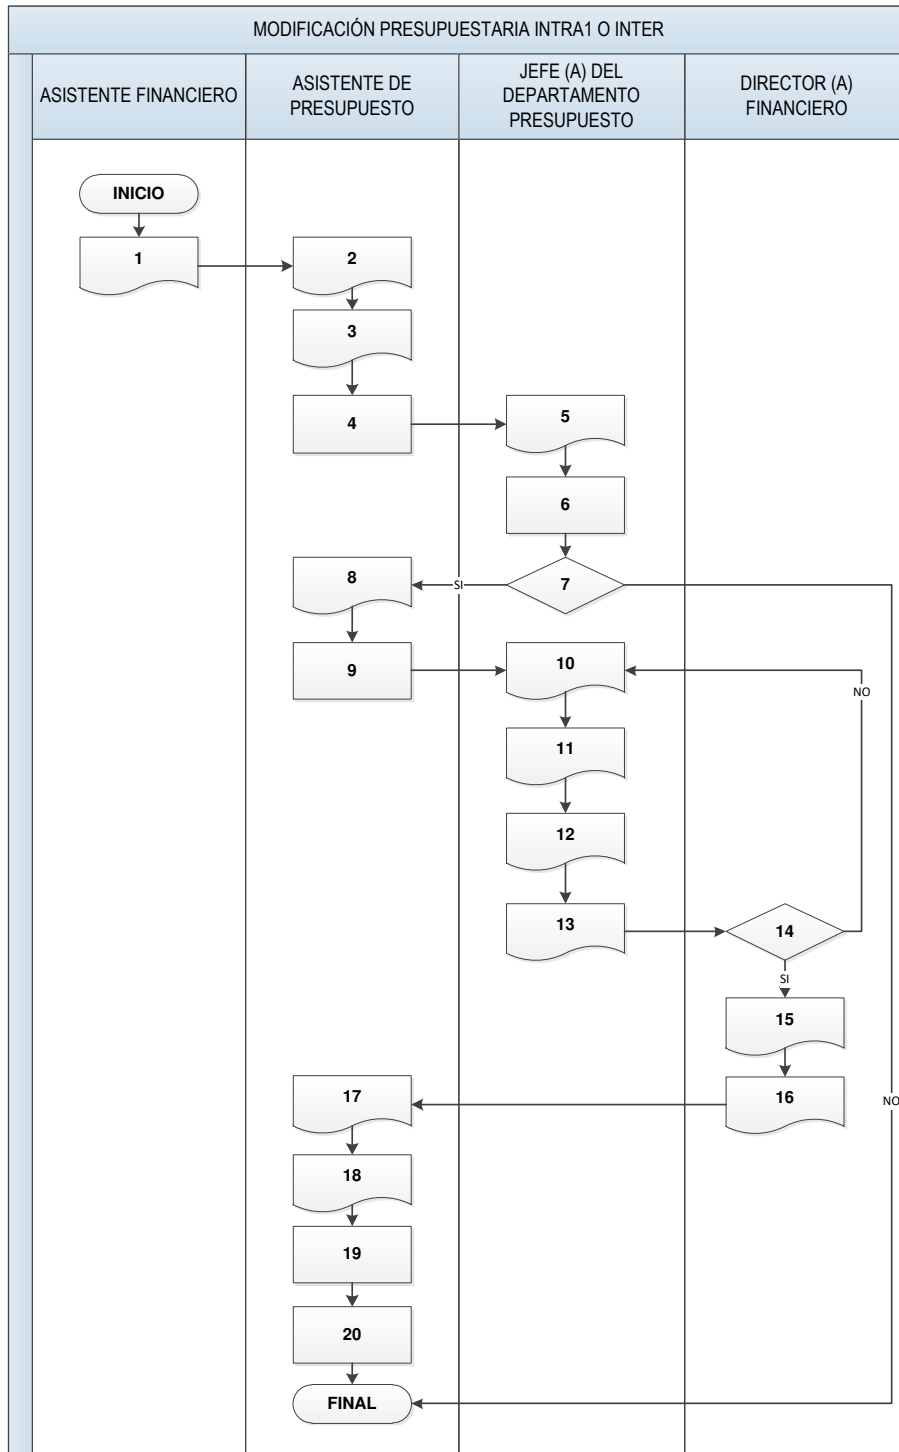 MODIFICACIÓN PRESUPUESTARIA INTRA1 O INTER
ASISTENTE FINANCIERO
ASISTENTE DE
PRESUPUESTO
JEFE (A) DEL
DEPARTAMENTO
PRESUPUESTO
DIRECTOR (A)
FINANCIERO
INICIO
1
2
3
4
5
6
7
SI
8
9
10
NO
11
12
13
14
SI
15
16
NO
17
18
19
20
FINAL